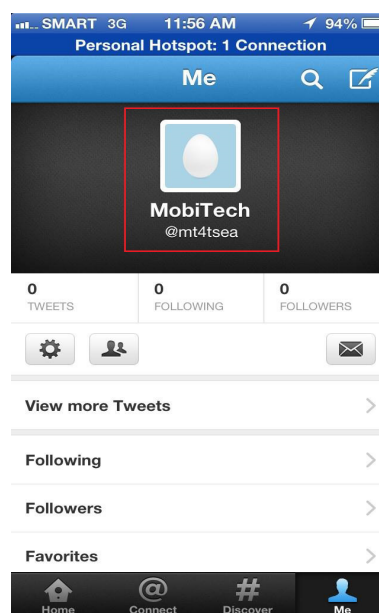 SMART 3G 11:56 AM 94%
Personal Hotspot: 1 Connection
Me
MobiTech
@mt4tsea
0 0 0
TWEETS FOLLOWING FOLLOWERS
View more Tweets
Following
Followers
Favorites
Home Connect Discover Me